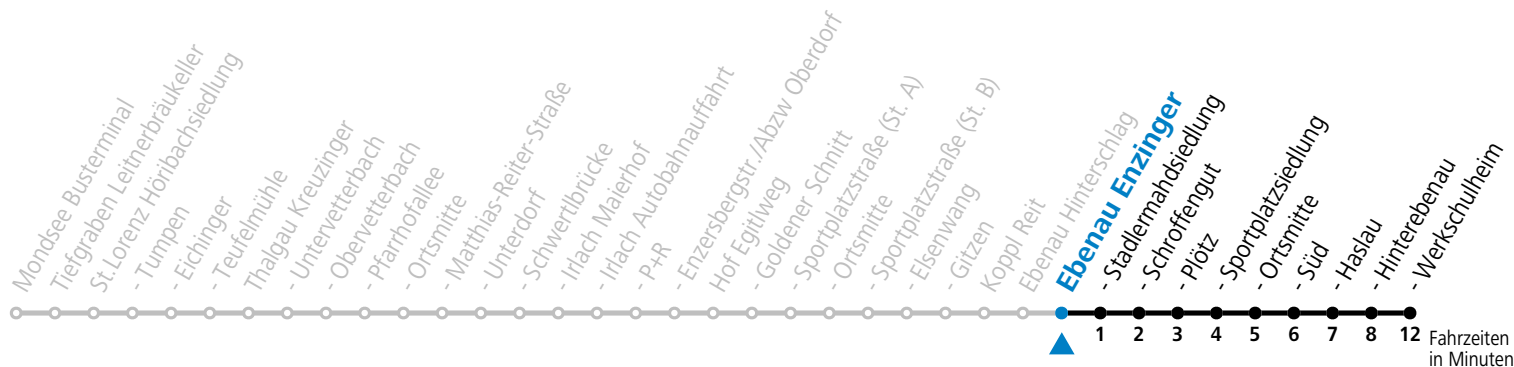 Mondsee Busterminal
Tiefgraben Leitnerbräukeller
St.Lorenz Höribachsiedlung
- Tumpen
- Eichinger
- Teufelmühle
Thalgau Kreuzinger
- Untervetterbach
- Obervetterbach
- Pfarrhofallee
- Ortsmitte
- Matthias-Reiter-Straße
- Unterdorf
- Schwertlbrücke
- Irlach Maierhof
- Irlach Autobahnauffahrt
- P+R
- Enzersbergstr./Abzw Oberdorf
Hof Egitlweg
- Goldener Schnitt
- Sportplatzstraße (St. A)
- Ortsmitte
- Sportplatzstraße (St. B)
- Elsenwang
- Gitzen
Koppl Reit
Ebenau Hinterschlag
Ebenau Enzinger
- Stadlermahdsiedlung
- Schroffengut
- Plötz
- Sportplatzsiedlung
- Ortsmitte
- Süd
- Haslau
- Hinterebenau
- Werkschulheim
1 2 3 4 5 6 7 8 12
Fahrzeiten
in Minuten